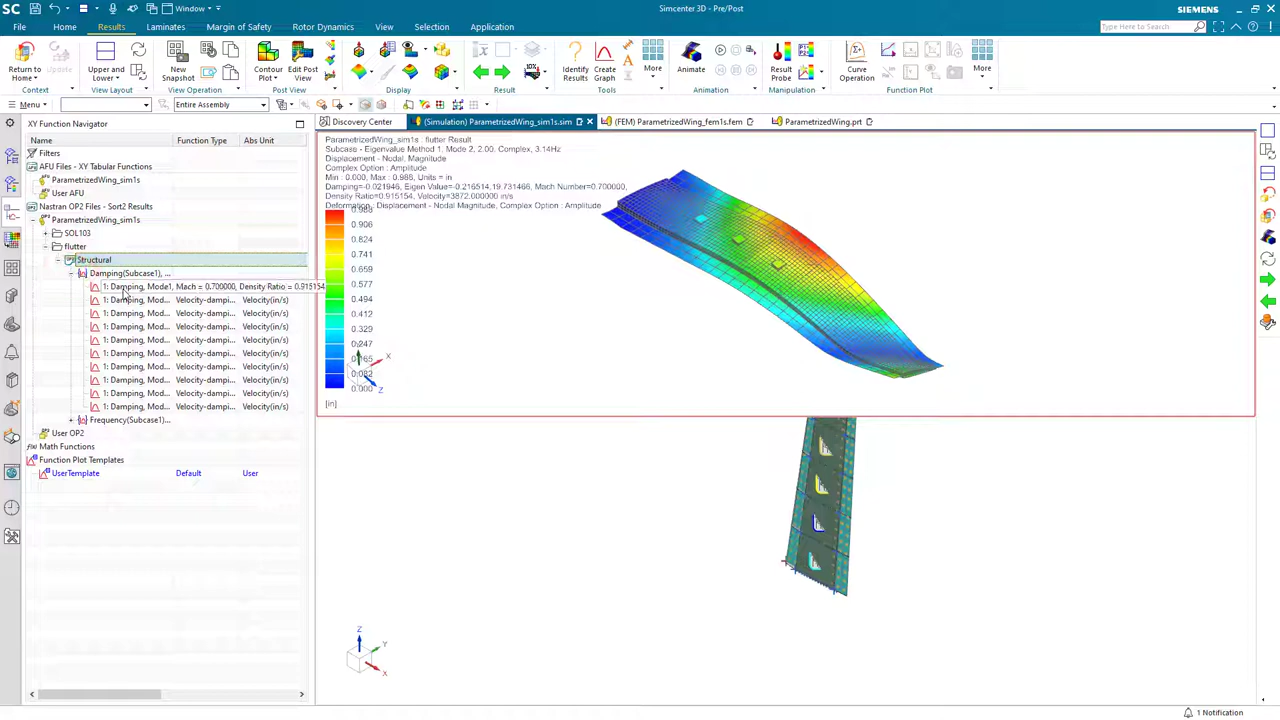 SC Window Simcenter 3D - Pre/Post SIEMENS
File Home Results Laminates Margin of Safety Rotor Dynamics Tools Selection Application Type Here to Search
Return to Home Update Upper and Lower New Snapshot Contour Plot Edit Post View Identify Results Create Graph More Animate Result Probe Curve Operation More
Context View Layout View Operation Post View Display Result Tools Animation Manipulation Function Plot
Menu Entire Assembly
XY Function Navigator
Discovery Center (Simulation) ParametrizedWing_sim1s.sim (FEM) ParametrizedWing_fem1s.fem ParametrizedWing.prt
Name Function Type Abs Unit
Filters
AFU Files - XY Tabular Functions
ParametrizedWing_sim1s
User AFU
Nastran OP2 Files - Sort2 Results
ParametrizedWing_sim1s
SOL103
flutter
Structural
Damping(Subcase1), ...
1: Damping, Mode1, Mach = 0.700000, Density Ratio = 0.915154
1: Damping, Mod... Velocity-dampi... Velocity(in/s)
1: Damping, Mod... Velocity-dampi... Velocity(in/s)
1: Damping, Mod... Velocity-dampi... Velocity(in/s)
1: Damping, Mod... Velocity-dampi... Velocity(in/s)
1: Damping, Mod... Velocity-dampi... Velocity(in/s)
1: Damping, Mod... Velocity-dampi... Velocity(in/s)
1: Damping, Mod... Velocity-dampi... Velocity(in/s)
1: Damping, Mod... Velocity-dampi... Velocity(in/s)
1: Damping, Mod... Velocity-dampi... Velocity(in/s)
Frequency(Subcase1)...
User OP2
Math Functions
Function Plot Templates
UserTemplate Default User
ParametrizedWing_sim1s : flutter Result
Subcase - Eigenvalue Method 1, Mode 2, 2.00, Complex, 3.14Hz
Displacement - Nodal, Magnitude
Complex Option : Amplitude
Min : 0.000, Max : 0.988, Units = in
Damping=-0.021946, Eigen Value=-0.216514,19.731466, Mach Number=0.700000,
Density Ratio=0.915154, Velocity=3872.000000 in/s
Deformation : Displacement - Nodal Magnitude, Complex Option : Amplitude
0.988
0.906
0.824
0.741
0.659
0.577
0.494
0.412
0.329
0.247
0.165
0.082
0.000
X
Z
[in]
Z
Y
X
1 Notification